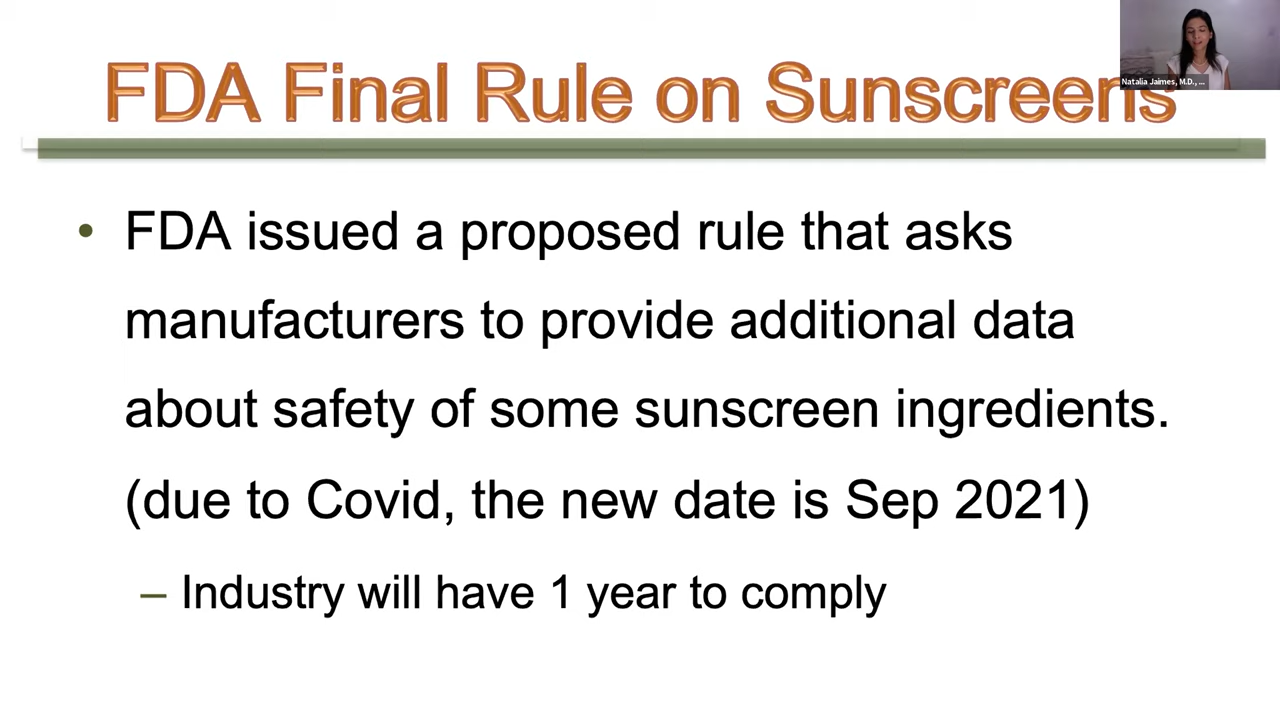 FDA Final Rule on Sunscreens
Natalia Jaimes, M.D., ...
• FDA issued a proposed rule that asks
manufacturers to provide additional data
about safety of some sunscreen ingredients.
(due to Covid, the new date is Sep 2021)
– Industry will have 1 year to comply